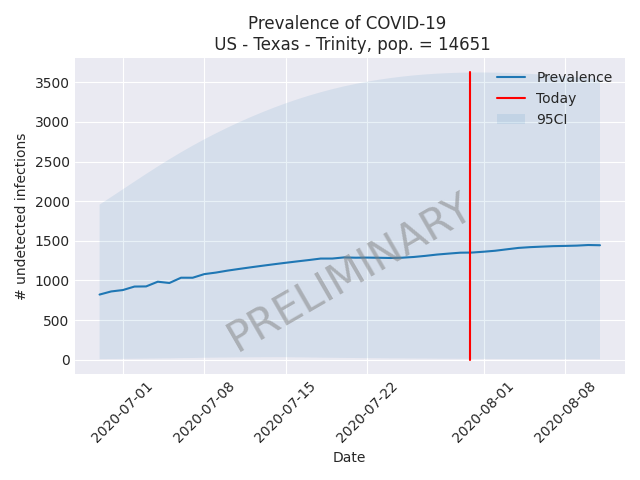 Prevalence of COVID-19
US - Texas - Trinity, pop. = 14651
# undetected infections
3500
3000
2500
2000
1500
1000
500
0
Prevalence
Today
95CI
PRELIMINARY
2020-07-01
2020-07-08
2020-07-15
2020-07-22
2020-08-01
2020-08-08
Date